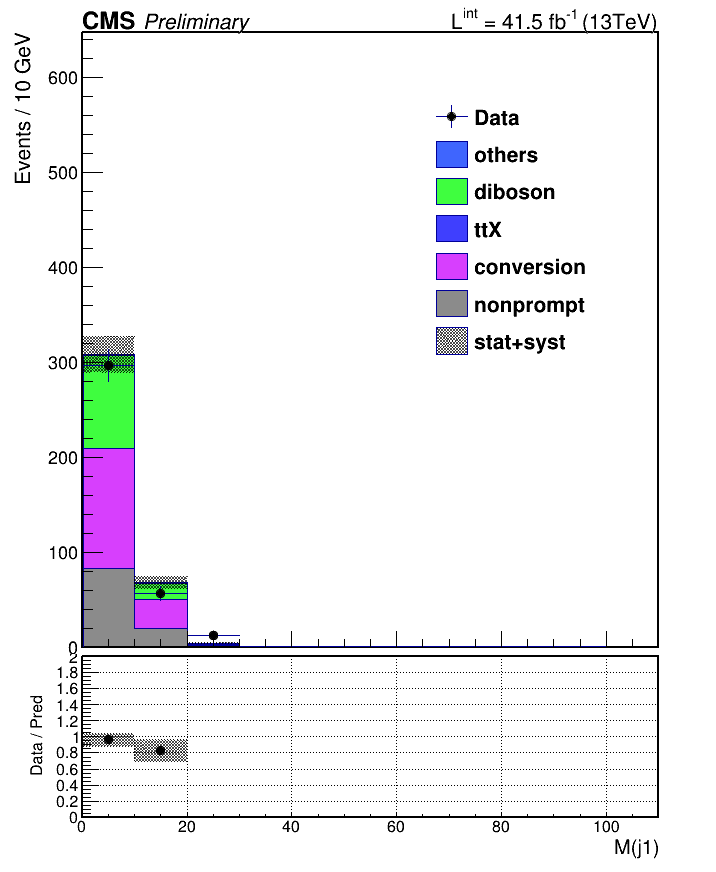 CMS Preliminary L^int = 41.5 fb^-1 (13TeV)
Events / 10 GeV
600
500
400
300
200
100
0
Data
others
diboson
ttX
conversion
nonprompt
stat+syst
Data / Pred
2
1.8
1.6
1.4
1.2
1
0.8
0.6
0.4
0.2
0
0 20 40 60 80 100
M(j1)